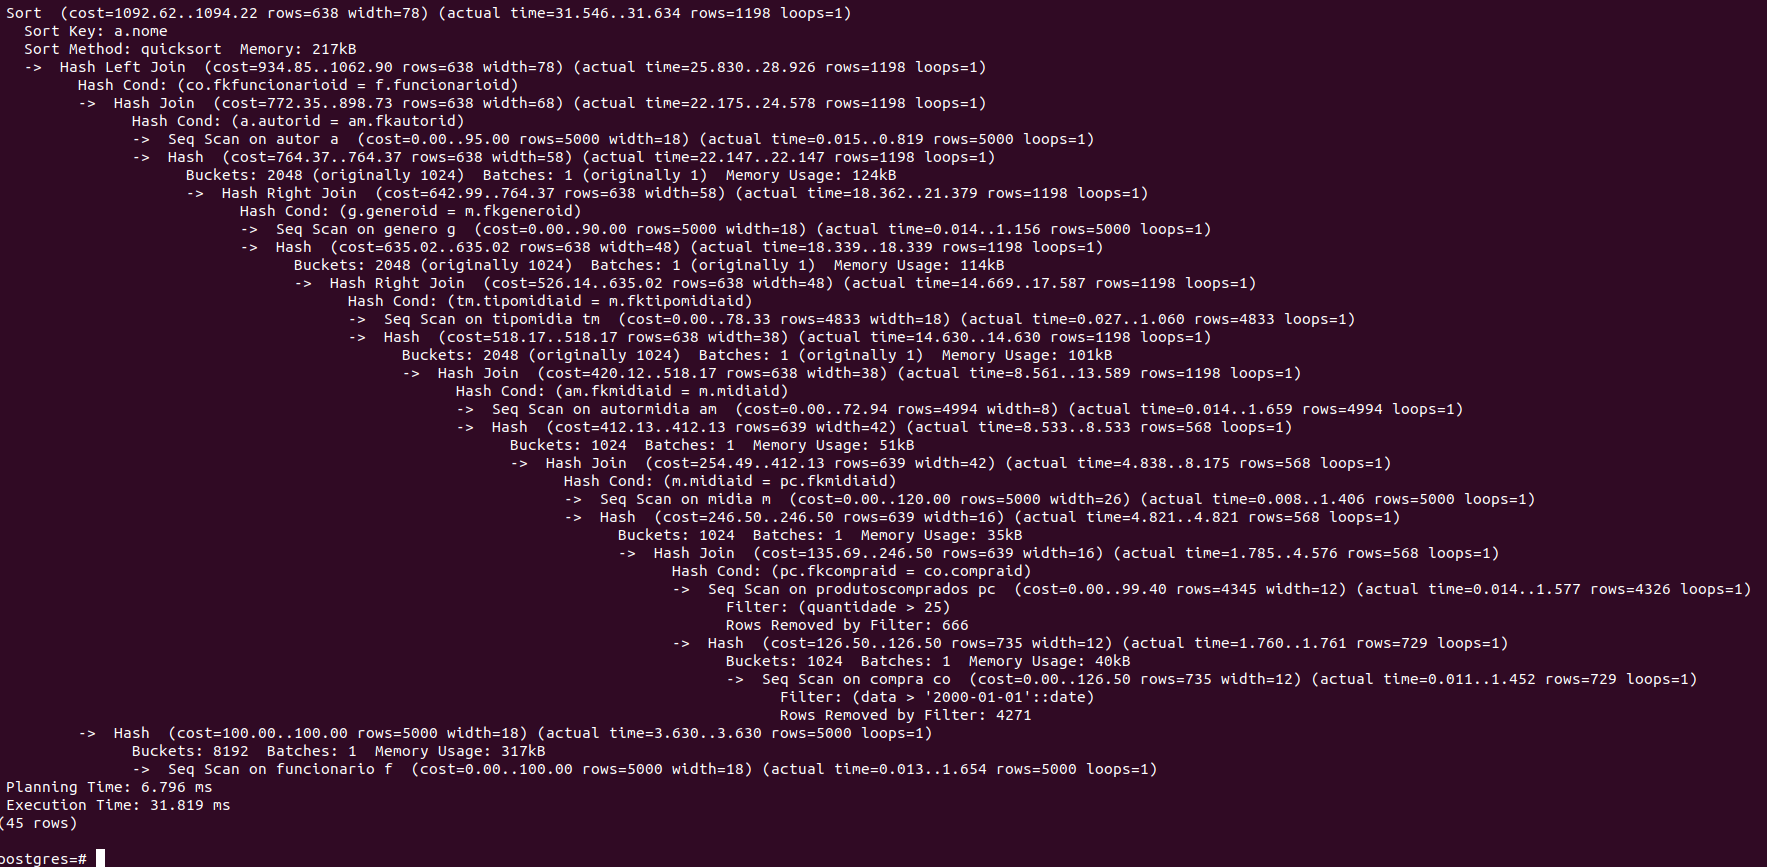 Sort  (cost=1092.62..1094.22 rows=638 width=78) (actual time=31.546..31.634 rows=1198 loops=1)
  Sort Key: a.nome
  Sort Method: quicksort  Memory: 217kB
  ->  Hash Left Join  (cost=934.85..1062.90 rows=638 width=78) (actual time=25.830..28.926 rows=1198 loops=1)
        Hash Cond: (co.fkfuncionarioid = f.funcionarioid)
        ->  Hash Join  (cost=772.35..898.73 rows=638 width=68) (actual time=22.175..24.578 rows=1198 loops=1)
              Hash Cond: (a.autorid = am.fkautorid)
              ->  Seq Scan on autor a  (cost=0.00..95.00 rows=5000 width=18) (actual time=0.015..0.819 rows=5000 loops=1)
              ->  Hash  (cost=764.37..764.37 rows=638 width=58) (actual time=22.147..22.147 rows=1198 loops=1)
                    Buckets: 2048 (originally 1024)  Batches: 1 (originally 1)  Memory Usage: 124kB
                    ->  Hash Right Join  (cost=642.99..764.37 rows=638 width=58) (actual time=18.362..21.379 rows=1198 loops=1)
                          Hash Cond: (g.generoid = m.fkgeneroid)
                          ->  Seq Scan on genero g  (cost=0.00..90.00 rows=5000 width=18) (actual time=0.014..1.156 rows=5000 loops=1)
                          ->  Hash  (cost=635.02..635.02 rows=638 width=48) (actual time=18.339..18.339 rows=1198 loops=1)
                                Buckets: 2048 (originally 1024)  Batches: 1 (originally 1)  Memory Usage: 114kB
                                ->  Hash Right Join  (cost=526.14..635.02 rows=638 width=48) (actual time=14.669..17.587 rows=1198 loops=1)
                                      Hash Cond: (tm.tipomidiaid = m.fktipomidiaid)
                                      ->  Seq Scan on tipomidia tm  (cost=0.00..78.33 rows=4833 width=18) (actual time=0.027..1.060 rows=4833 loops=1)
                                      ->  Hash  (cost=518.17..518.17 rows=638 width=38) (actual time=14.630..14.630 rows=1198 loops=1)
                                            Buckets: 2048 (originally 1024)  Batches: 1 (originally 1)  Memory Usage: 101kB
                                            ->  Hash Join  (cost=420.12..518.17 rows=638 width=38) (actual time=8.561..13.589 rows=1198 loops=1)
                                                  Hash Cond: (am.fkmidiaid = m.midiaid)
                                                  ->  Seq Scan on autormidia am  (cost=0.00..72.94 rows=4994 width=8) (actual time=0.014..1.659 rows=4994 loops=1)
                                                  ->  Hash  (cost=412.13..412.13 rows=639 width=42) (actual time=8.533..8.533 rows=568 loops=1)
                                                        Buckets: 1024  Batches: 1  Memory Usage: 51kB
                                                        ->  Hash Join  (cost=254.49..412.13 rows=639 width=42) (actual time=4.838..8.175 rows=568 loops=1)
                                                              Hash Cond: (m.midiaid = pc.fkmidiaid)
                                                              ->  Seq Scan on midia m  (cost=0.00..120.00 rows=5000 width=26) (actual time=0.008..1.406 rows=5000 loops=1)
                                                              ->  Hash  (cost=246.50..246.50 rows=639 width=16) (actual time=4.821..4.821 rows=568 loops=1)
                                                                    Buckets: 1024  Batches: 1  Memory Usage: 35kB
                                                                    ->  Hash Join  (cost=135.69..246.50 rows=639 width=16) (actual time=1.785..4.576 rows=568 loops=1)
                                                                          Hash Cond: (pc.fkcompraid = co.compraid)
                                                                          ->  Seq Scan on produtoscomprados pc  (cost=0.00..99.40 rows=4345 width=12) (actual time=0.014..1.577 rows=4326 loops=1)
                                                                                Filter: (quantidade > 25)
                                                                                Rows Removed by Filter: 666
                                                                          ->  Hash  (cost=126.50..126.50 rows=735 width=12) (actual time=1.760..1.761 rows=729 loops=1)
                                                                                Buckets: 1024  Batches: 1  Memory Usage: 40kB
                                                                                ->  Seq Scan on compra co  (cost=0.00..126.50 rows=735 width=12) (actual time=0.011..1.452 rows=729 loops=1)
                                                                                      Filter: (data > '2000-01-01'::date)
                                                                                      Rows Removed by Filter: 4271
        ->  Hash  (cost=100.00..100.00 rows=5000 width=18) (actual time=3.630..3.630 rows=5000 loops=1)
              Buckets: 8192  Batches: 1  Memory Usage: 317kB
              ->  Seq Scan on funcionario f  (cost=0.00..100.00 rows=5000 width=18) (actual time=0.013..1.654 rows=5000 loops=1)
Planning Time: 6.796 ms
Execution Time: 31.819 ms
(45 rows)
postgres=#